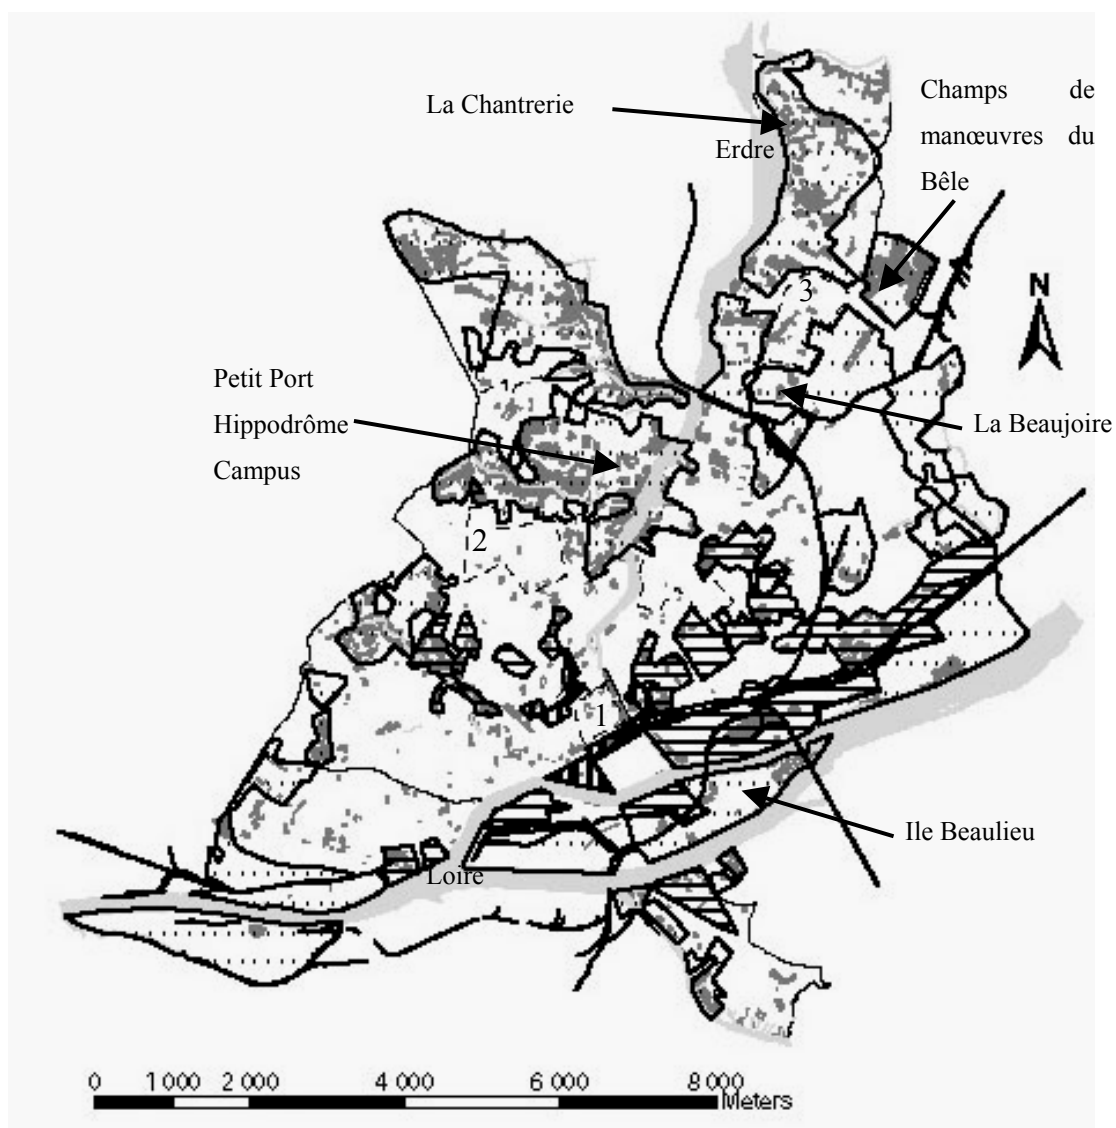 La Chantrerie
Erdre
Champs de
manœuvres du
Bêle
3
N
Petit Port
Hippodrôme
Campus
La Beaujoire
2
1
Ile Beaulieu
Loire
0 1 000 2 000 4 000 6 000 8 000
Meters